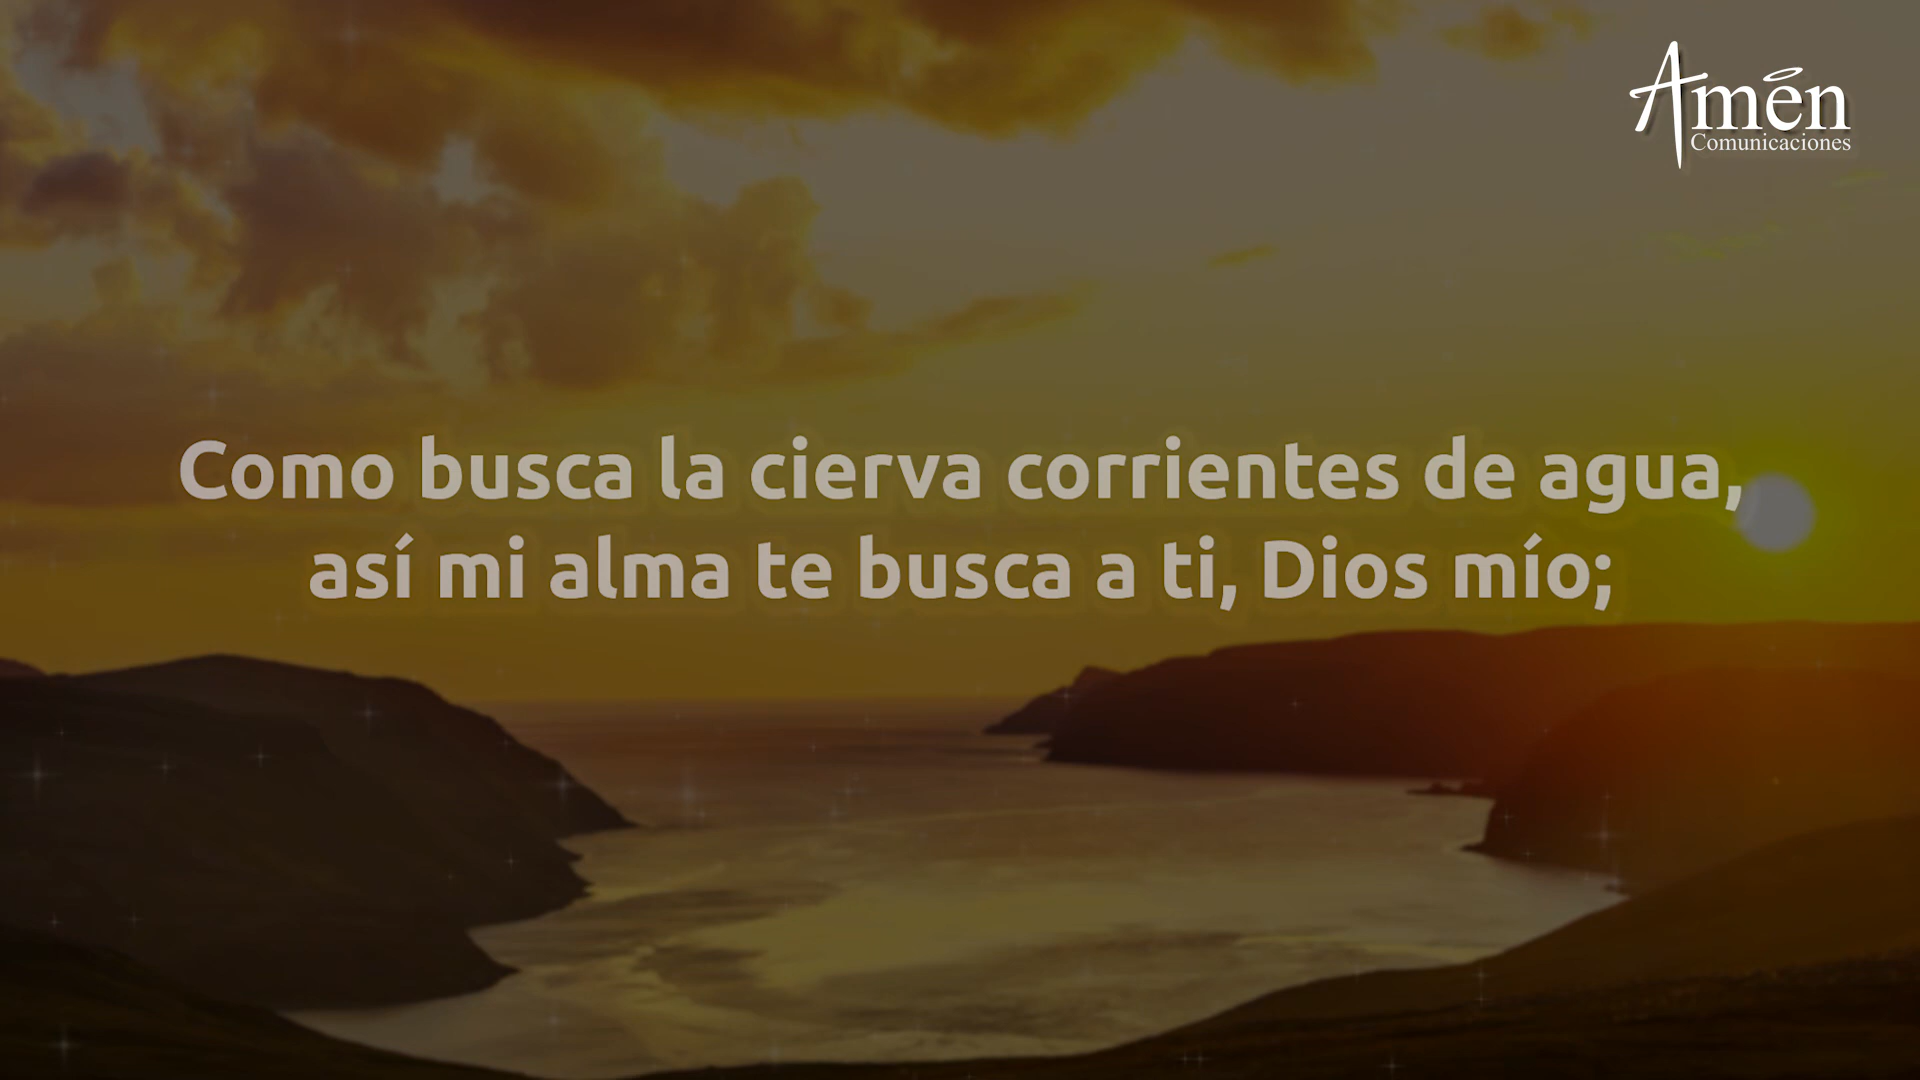 Amén
Comunicaciones
Como busca la cierva corrientes de agua,
así mi alma te busca a ti, Dios mío;